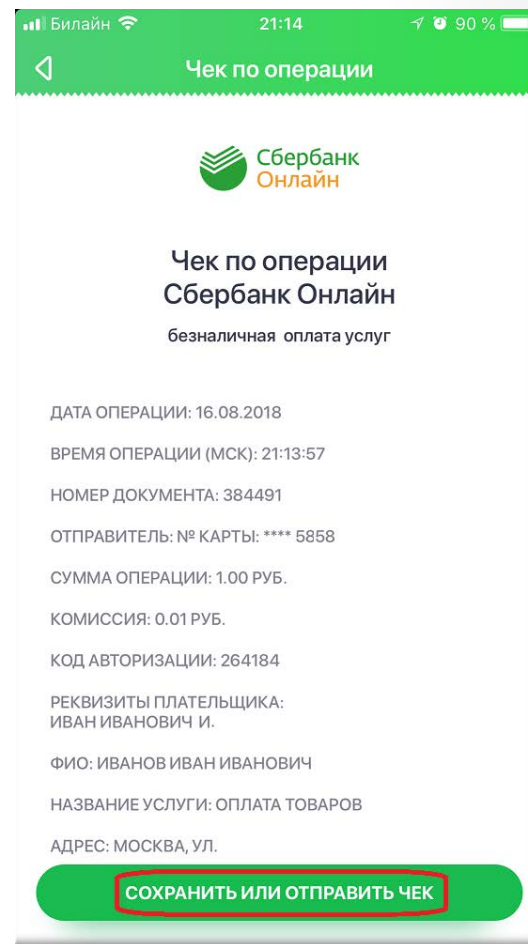 Билайн 21:14 90 %
Чек по операции
Сбербанк
Онлайн
Чек по операции
Сбербанк Онлайн
безналичная оплата услуг
ДАТА ОПЕРАЦИИ: 16.08.2018
ВРЕМЯ ОПЕРАЦИИ (МСК): 21:13:57
НОМЕР ДОКУМЕНТА: 384491
ОТПРАВИТЕЛЬ: № КАРТЫ: **** 5858
СУММА ОПЕРАЦИИ: 1.00 РУБ.
КОМИССИЯ: 0.01 РУБ.
КОД АВТОРИЗАЦИИ: 264184
РЕКВИЗИТЫ ПЛАТЕЛЬЩИКА:
ИВАН ИВАНОВИЧ И.
ФИО: ИВАНОВ ИВАН ИВАНОВИЧ
НАЗВАНИЕ УСЛУГИ: ОПЛАТА ТОВАРОВ
АДРЕС: МОСКВА, УЛ.
СОХРАНИТЬ ИЛИ ОТПРАВИТЬ ЧЕК